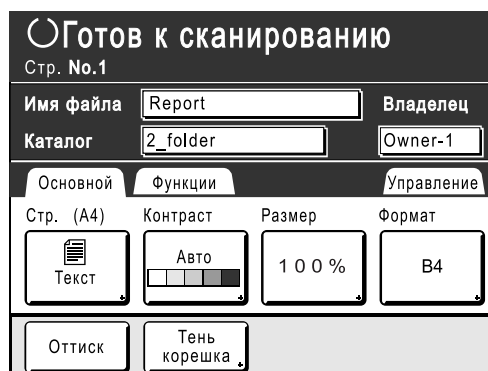 Готов к сканированию
Стр. No.1
Имя файла Report Владелец
Каталог 2_folder Owner-1
Основной Функции Управление
Стр. (A4) Контраст Размер Формат
Текст Авто 100% B4
Оттиск Тень корешка